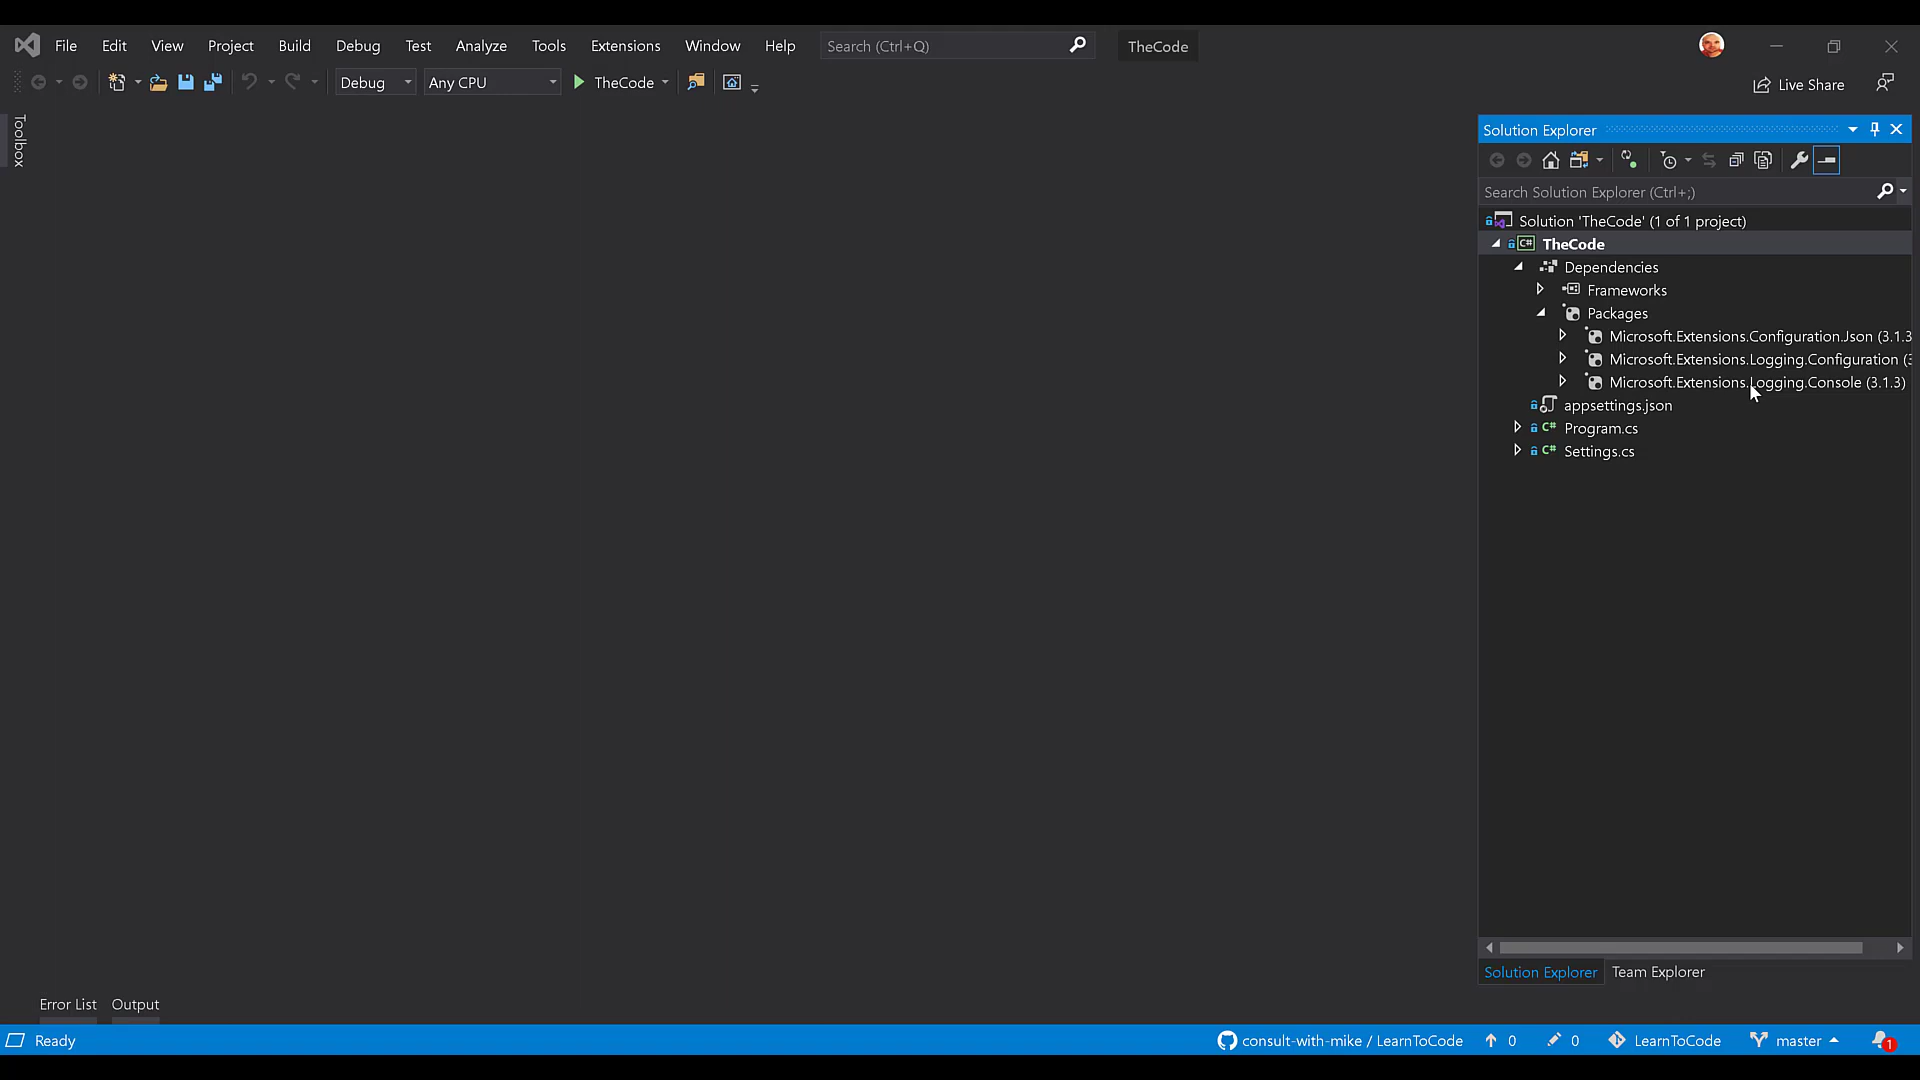 File Edit View Project Build Debug Test Analyze Tools Extensions Window Help Search (Ctrl+Q) TheCode
Debug Any CPU TheCode Live Share
Toolbox
Solution Explorer
Search Solution Explorer (Ctrl+;)
Solution 'TheCode' (1 of 1 project)
C# TheCode
Dependencies
Frameworks
Packages
Microsoft.Extensions.Configuration.Json (3.1.3
Microsoft.Extensions.Logging.Configuration (3
Microsoft.Extensions.Logging.Console (3.1.3)
appsettings.json
C# Program.cs
C# Settings.cs
Solution Explorer Team Explorer
Error List Output
Ready consult-with-mike / LearnToCode 0 0 LearnToCode master 1